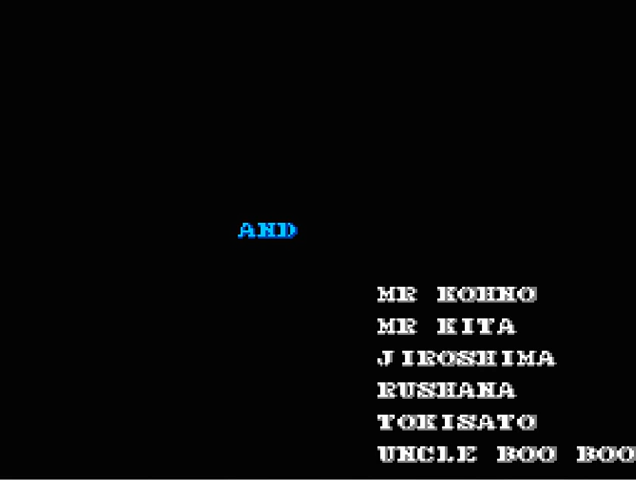 AND
MR KOHNO
MR KITA
JIROSHIMA
RUSHANA
TOKISATO
UNCLE BOO BOO